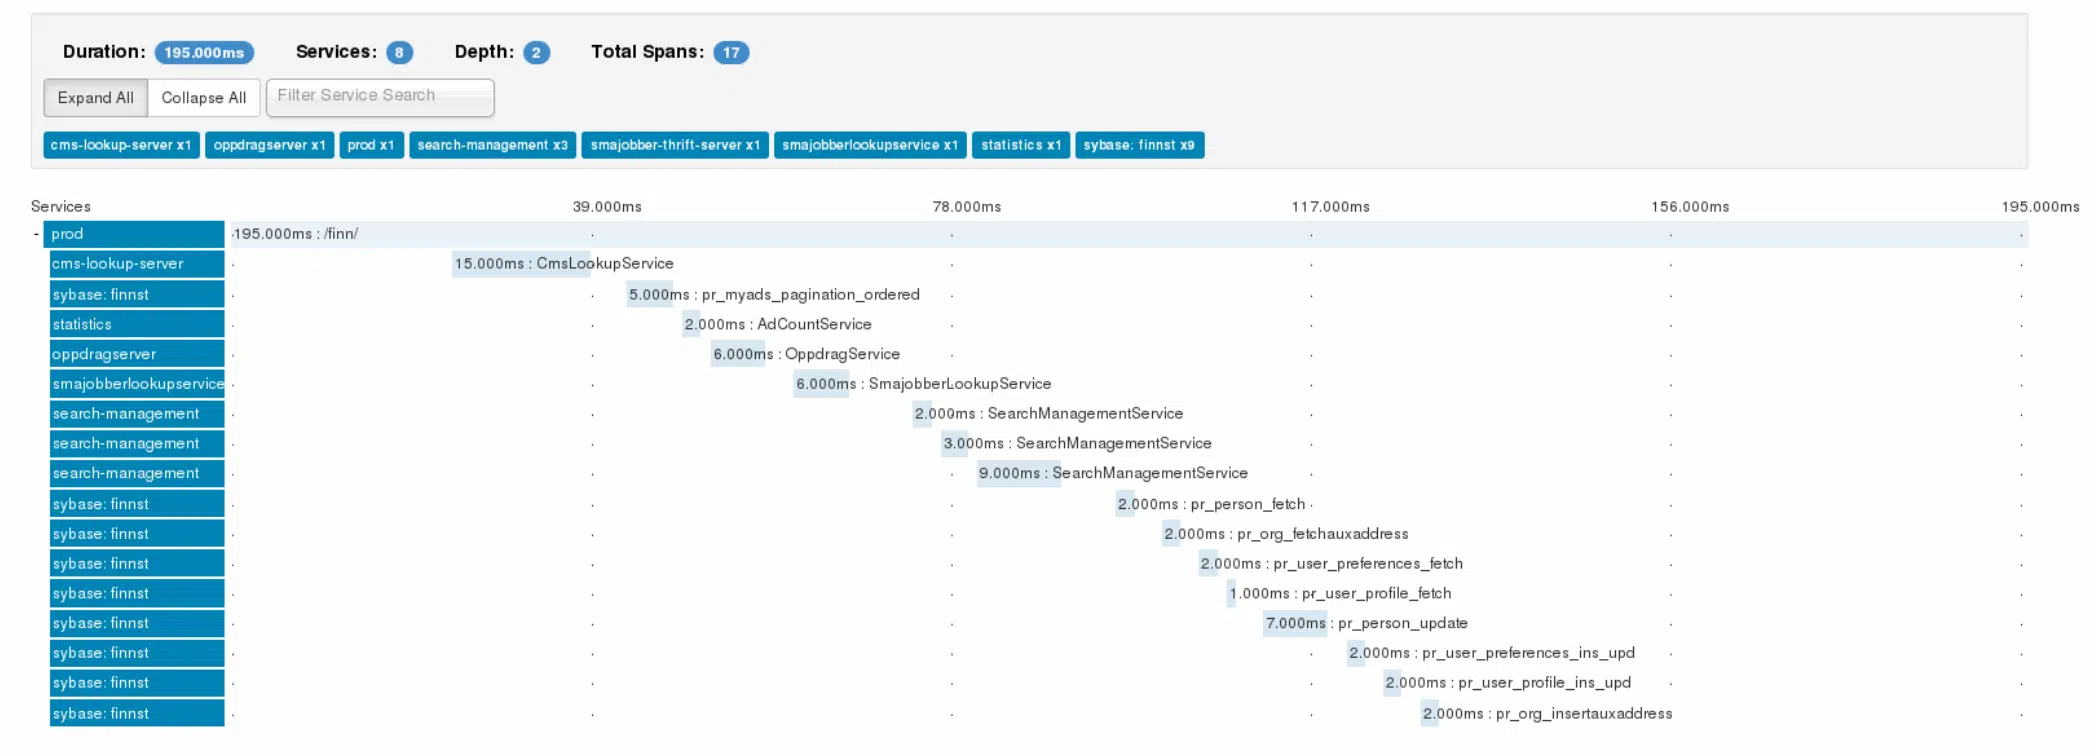 Duration: 195.000ms Services: 8 Depth: 2 Total Spans: 17
Expand All Collapse All Filter Service Search
cms-lookup-server x1 oppdragserver x1 prod x1 search-management x3 smajobber-thrift-server x1 smajobberlookupservice x1 statistics x1 sybase: finnst x9
Services 39.000ms 78.000ms 117.000ms 156.000ms 195.000ms
- prod 195.000ms : /finn/
cms-lookup-server 15.000ms : CmsLookupService
sybase: finnst 5.000ms : pr_myads_pagination_ordered
statistics 2.000ms : AdCountService
oppdragserver 6.000ms : OppdragService
smajobberlookupservice 6.000ms : SmajobberLookupService
search-management 2.000ms : SearchManagementService
search-management 3.000ms : SearchManagementService
search-management 9.000ms : SearchManagementService
sybase: finnst 2.000ms : pr_person_fetch
sybase: finnst 2.000ms : pr_org_fetchauxaddress
sybase: finnst 2.000ms : pr_user_preferences_fetch
sybase: finnst 1.000ms : pr_user_profile_fetch
sybase: finnst 7.000ms : pr_person_update
sybase: finnst 2.000ms : pr_user_preferences_ins_upd
sybase: finnst 2.000ms : pr_user_profile_ins_upd
sybase: finnst 2.000ms : pr_org_insertauxaddress